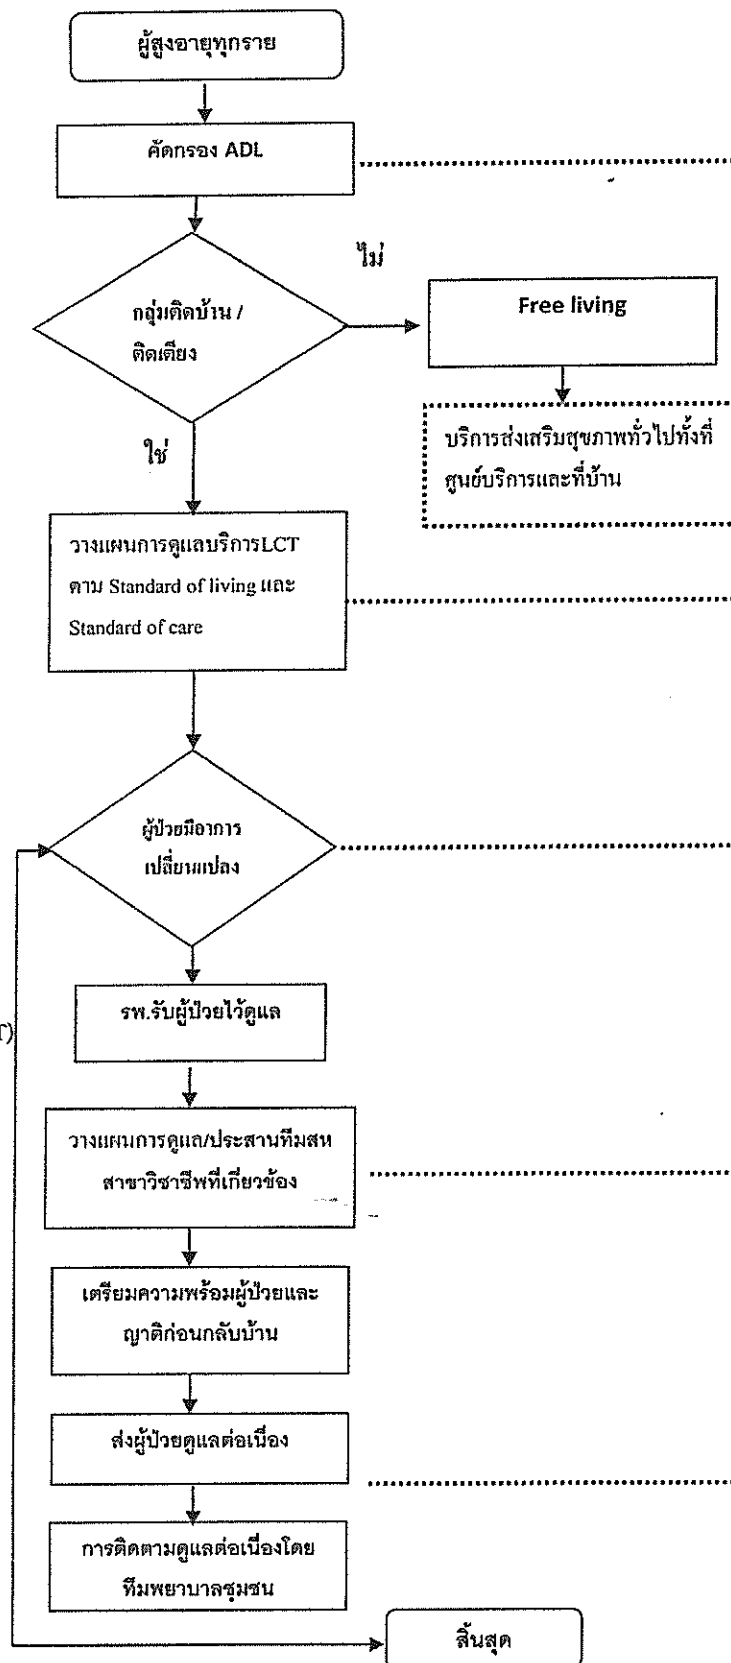 ผู้สูงอายุทุกราย
คัดกรอง ADL
ไม่
กลุ่มติดบ้าน /
ติดเตียง
Free living
ใช่
บริการส่งเสริมสุขภาพทั่วไปทั้งที่
ศูนย์บริการและที่บ้าน
วางแผนการดูแลบริการLCT
ตาม Standard of living และ
Standard of care
ผู้ป่วยมีอาการ
เปลี่ยนแปลง
รพ.รับผู้ป่วยไว้ดูแล
T)
วางแผนการดูแล/ประสานทีมสห
สาขาวิชาชีพที่เกี่ยวข้อง
เตรียมความพร้อมผู้ป่วยและ
ญาติก่อนกลับบ้าน
ส่งผู้ป่วยดูแลต่อเนื่อง
การติดตามดูแลต่อเนื่องโดย
ทีมพยาบาลชุมชน
สิ้นสุด